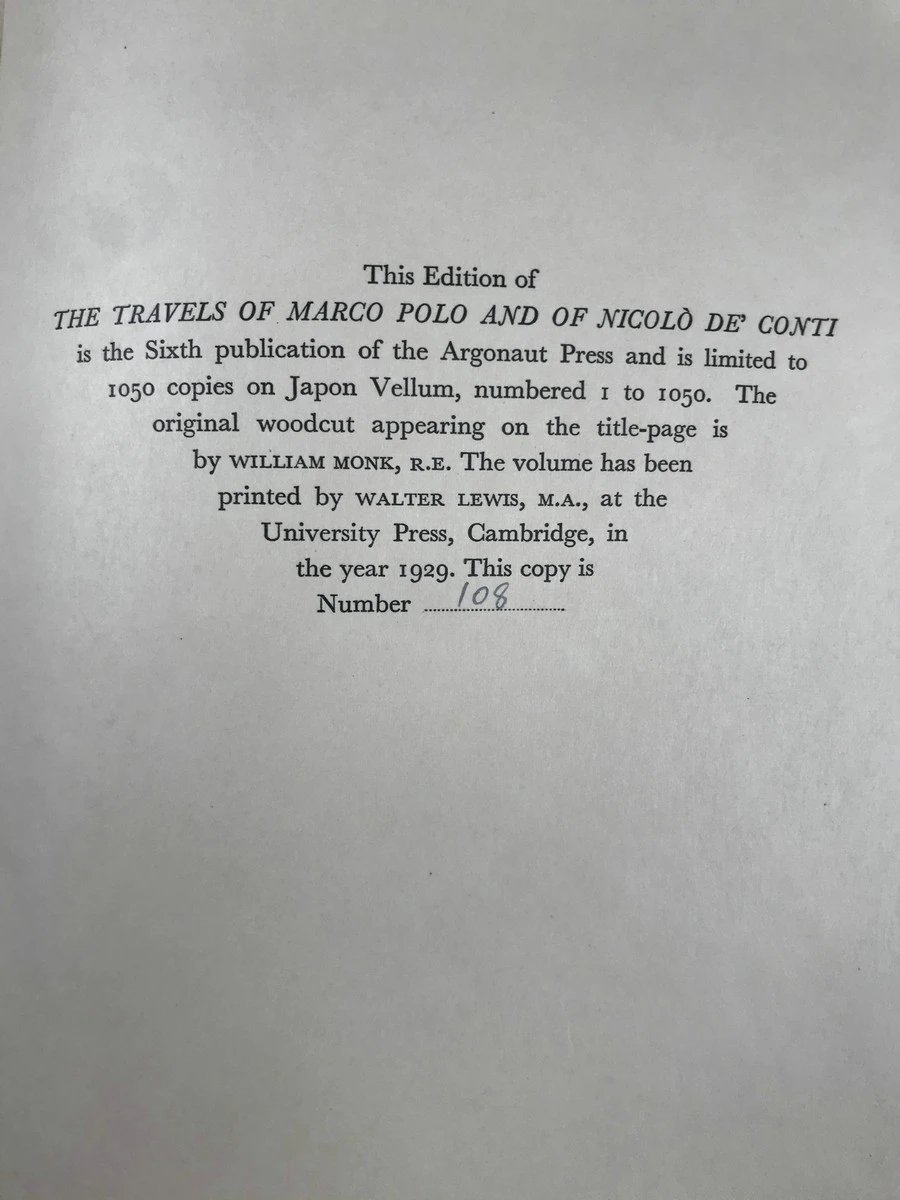 This Edition of
THE TRAVELS OF MARCO POLO AND OF NICOLÒ DE' CONTI
is the Sixth publication of the Argonaut Press and is limited to
1050 copies on Japon Vellum, numbered 1 to 1050. The
original woodcut appearing on the title-page is
by WILLIAM MONK, R.E. The volume has been
printed by WALTER LEWIS, M.A., at the
University Press, Cambridge, in
the year 1929. This copy is
Number 108